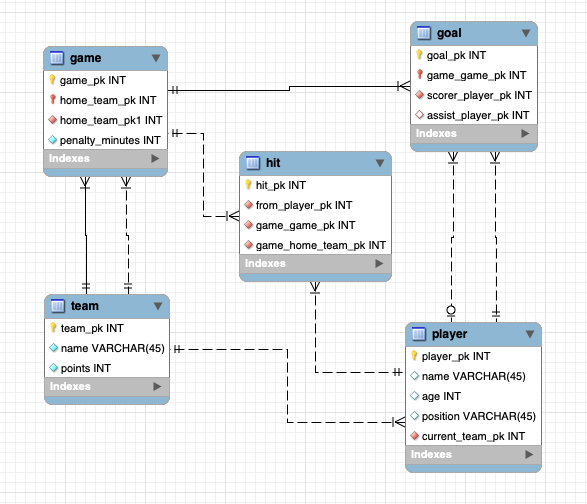 game
game_pk INT
home_team_pk INT
home_team_pk1 INT
penalty_minutes INT
Indexes
goal
goal_pk INT
game_game_pk INT
scorer_player_pk INT
assist_player_pk INT
Indexes
hit
hit_pk INT
from_player_pk INT
game_game_pk INT
game_home_team_pk INT
Indexes
team
team_pk INT
name VARCHAR(45)
points INT
Indexes
player
player_pk INT
name VARCHAR(45)
age INT
position VARCHAR(45)
current_team_pk INT
Indexes